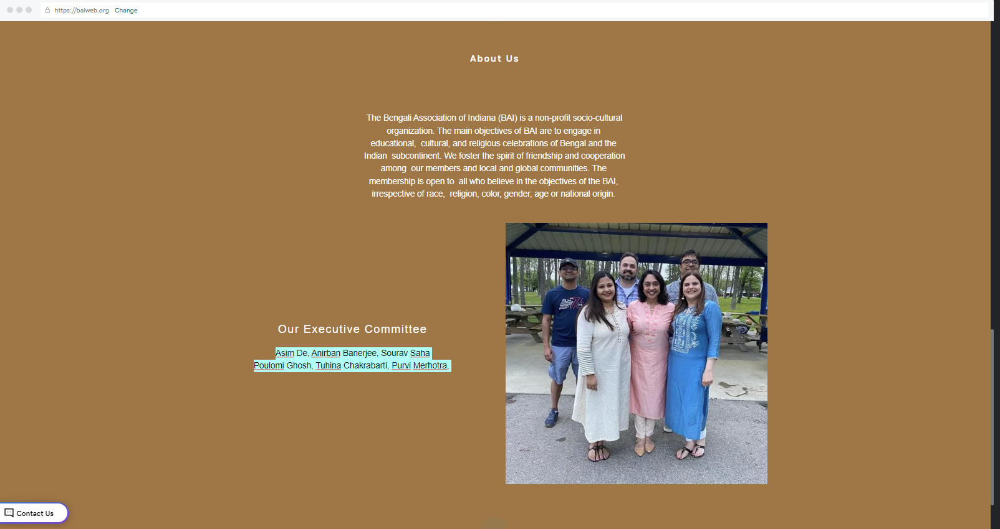 https://baiweb.org Change
About Us
The Bengali Association of Indiana (BAI) is a non-profit socio-cultural
organization. The main objectives of BAI are to engage in
educational,  cultural, and religious celebrations of Bengal and the
Indian  subcontinent. We foster the spirit of friendship and cooperation
among  our members and local and global communities. The
membership is open to  all who believe in the objectives of the BAI,
irrespective of race,  religion, color, gender, age or national origin.
Our Executive Committee
Asim De, Anirban Banerjee, Sourav Saha
Poulomi Ghosh, Tuhina Chakrabarti, Purvi Merhotra,
Contact Us